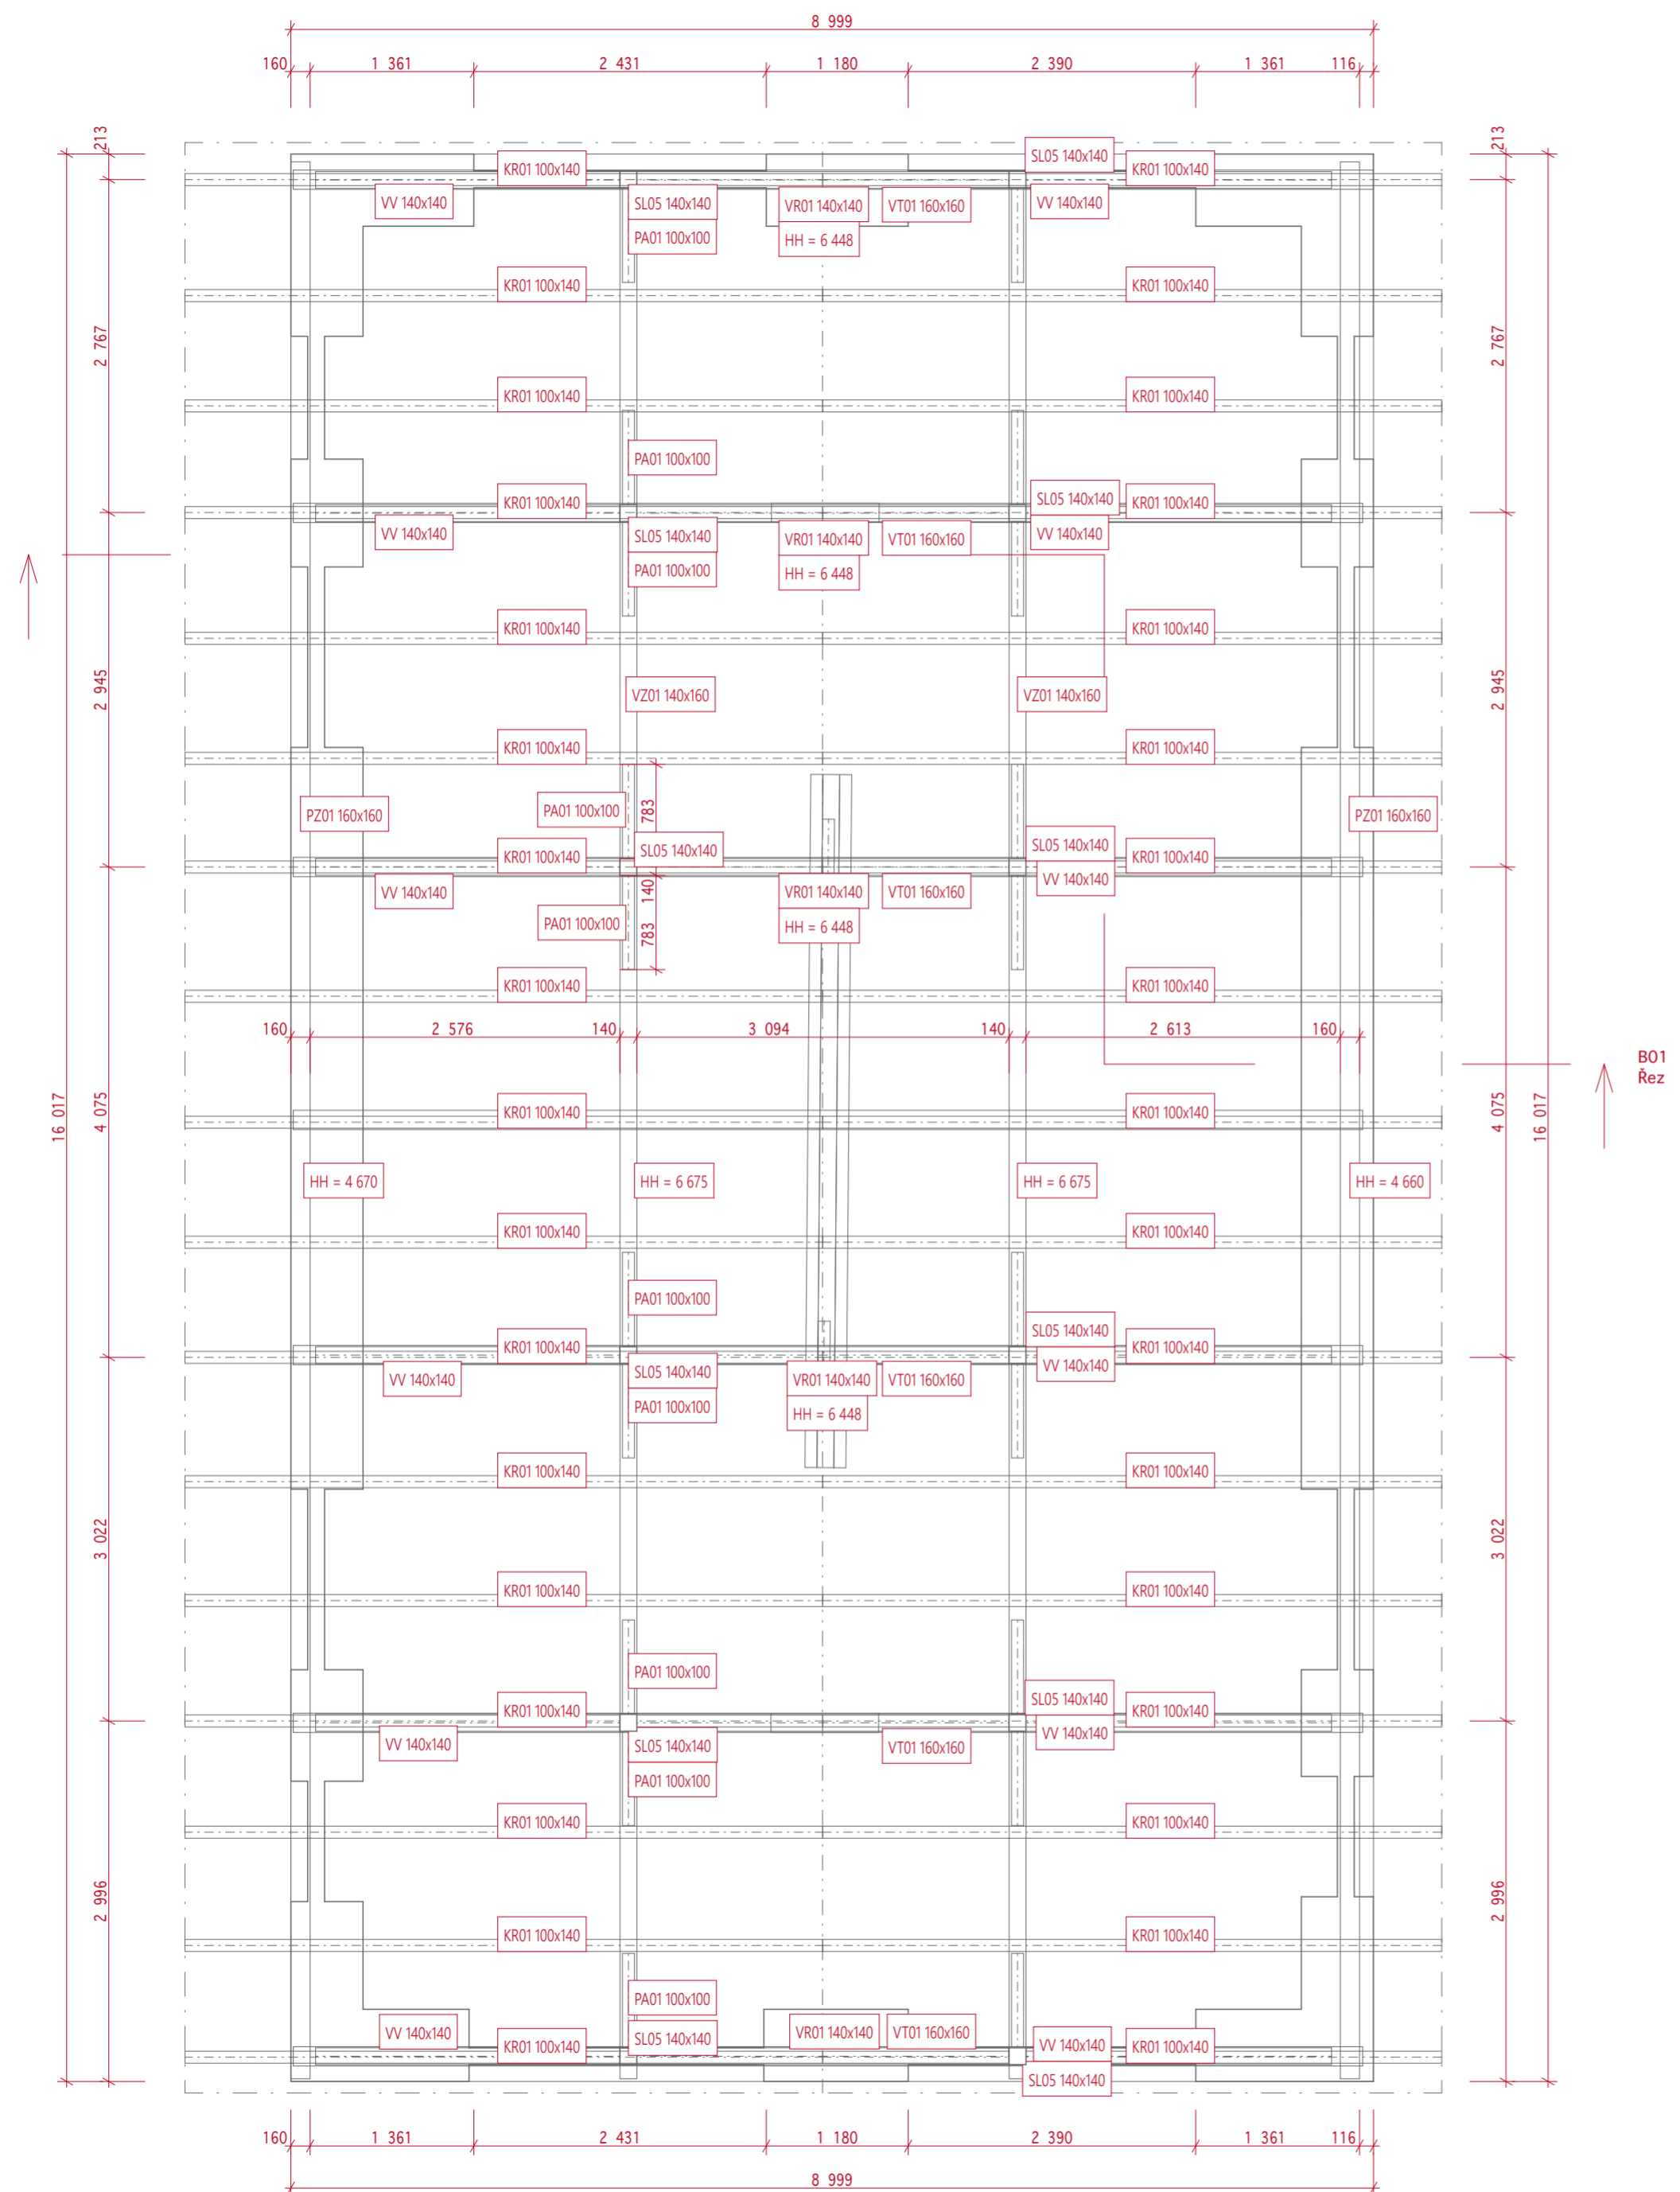 8 999
160 1 361 2 431 1 180 2 390 1 361 116
213 213
SL05 140x140
KR01 100x140 KR01 100x140
VV 140x140 SL05 140x140 VR01 140x140 VT01 160x160 VV 140x140
PA01 100x100 HH = 6 448
KR01 100x140 KR01 100x140
2 767 2 767
KR01 100x140 KR01 100x140
PA01 100x100
SL05 140x140
KR01 100x140 KR01 100x140
VV 140x140 SL05 140x140 VR01 140x140 VT01 160x160 VV 140x140
PA01 100x100 HH = 6 448
KR01 100x140 KR01 100x140
2 945 VZ01 140x160 VZ01 140x160 2 945
KR01 100x140 KR01 100x140
PZ01 160x160 PA01 100x100 783 PZ01 160x160
SL05 140x140 SL05 140x140
KR01 100x140 KR01 100x140
VV 140x140 140 VR01 140x140 VT01 160x160 VV 140x140
PA01 100x100 783 HH = 6 448
KR01 100x140 KR01 100x140
160 2 576 140 3 094 140 2 613 160
B01
Řez
16 017 4 075 4 075 16 017
KR01 100x140 KR01 100x140
HH = 4 670 HH = 6 675 HH = 6 675 HH = 4 660
KR01 100x140 KR01 100x140
PA01 100x100
SL05 140x140
KR01 100x140 KR01 100x140
VV 140x140 SL05 140x140 VR01 140x140 VT01 160x160 VV 140x140
PA01 100x100 HH = 6 448
KR01 100x140 KR01 100x140
3 022 3 022
KR01 100x140 KR01 100x140
PA01 100x100
SL05 140x140
KR01 100x140 KR01 100x140
VV 140x140 SL05 140x140 VT01 160x160 VV 140x140
PA01 100x100
KR01 100x140 KR01 100x140
2 996 2 996
KR01 100x140 KR01 100x140
PA01 100x100
VV 140x140 SL05 140x140 VR01 140x140 VT01 160x160 VV 140x140
KR01 100x140 KR01 100x140
SL05 140x140
160 1 361 2 431 1 180 2 390 1 361 116
8 999